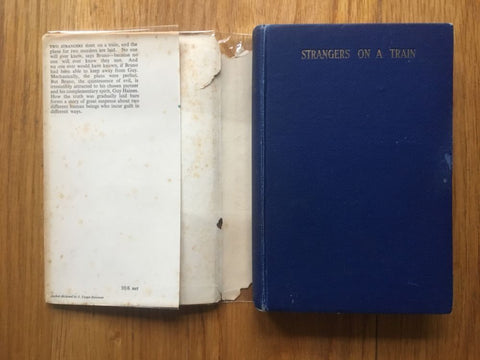 TWO STRANGERS meet on a train, and the
plans for two murders are laid. No one
will ever know, says Bruno—because no
one will ever know they met. And
no one ever would have known, if Bruno
had been able to keep away from Guy.
Mechanically, the plans were perfect.
But Bruno, the quintessence of evil, is
irresistibly attracted to his chosen partner
and his complementary spirit, Guy Haines.
How the truth was gradually laid bare
forms a story of great suspense about two
different human beings who incur guilt in
different ways.
10/6 net
STRANGERS ON A TRAIN